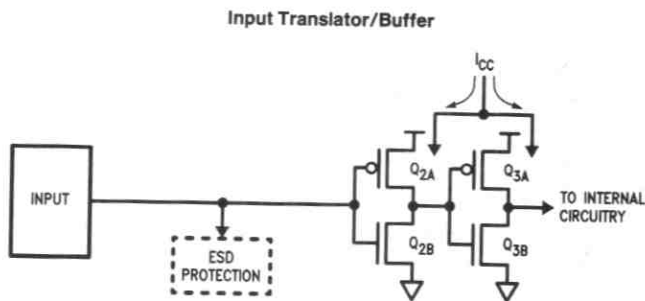 Input Translator/Buffer
ICC
INPUT
Q2A
Q3A
TO INTERNAL
CIRCUITRY
Q2B
Q3B
ESD
PROTECTION